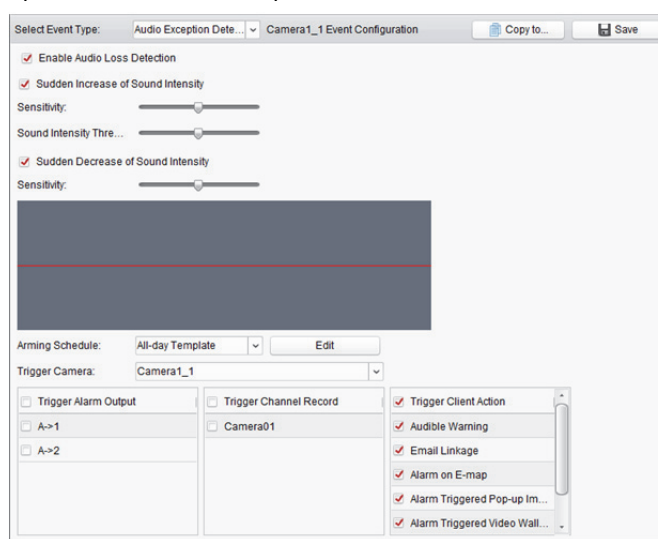 Select Event Type: Audio Exception Dete... Camera1_1 Event Configuration Copy to... Save
Enable Audio Loss Detection
Sudden Increase of Sound Intensity
Sensitivity:
Sound Intensity Thre...
Sudden Decrease of Sound Intensity
Sensitivity:
Arming Schedule: All-day Template Edit
Trigger Camera: Camera1_1
Trigger Alarm Output Trigger Channel Record Trigger Client Action
A->1 Camera01 Audible Warning
A->2 Email Linkage
Alarm on E-map
Alarm Triggered Pop-up Im...
Alarm Triggered Video Wall...